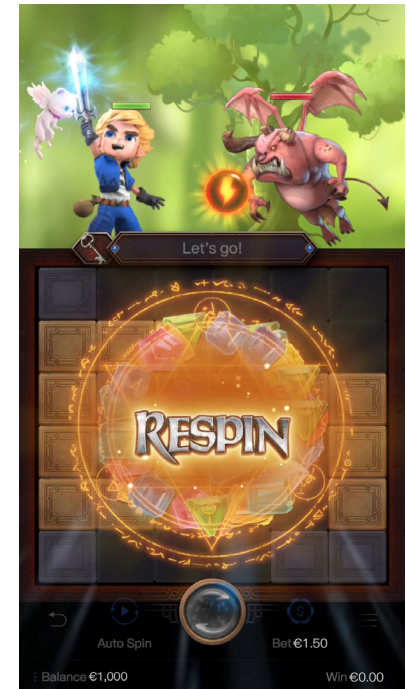 Let's go!
RESPIN
Auto Spin
Bet €1.50
Balance €1,000
Win €0.00